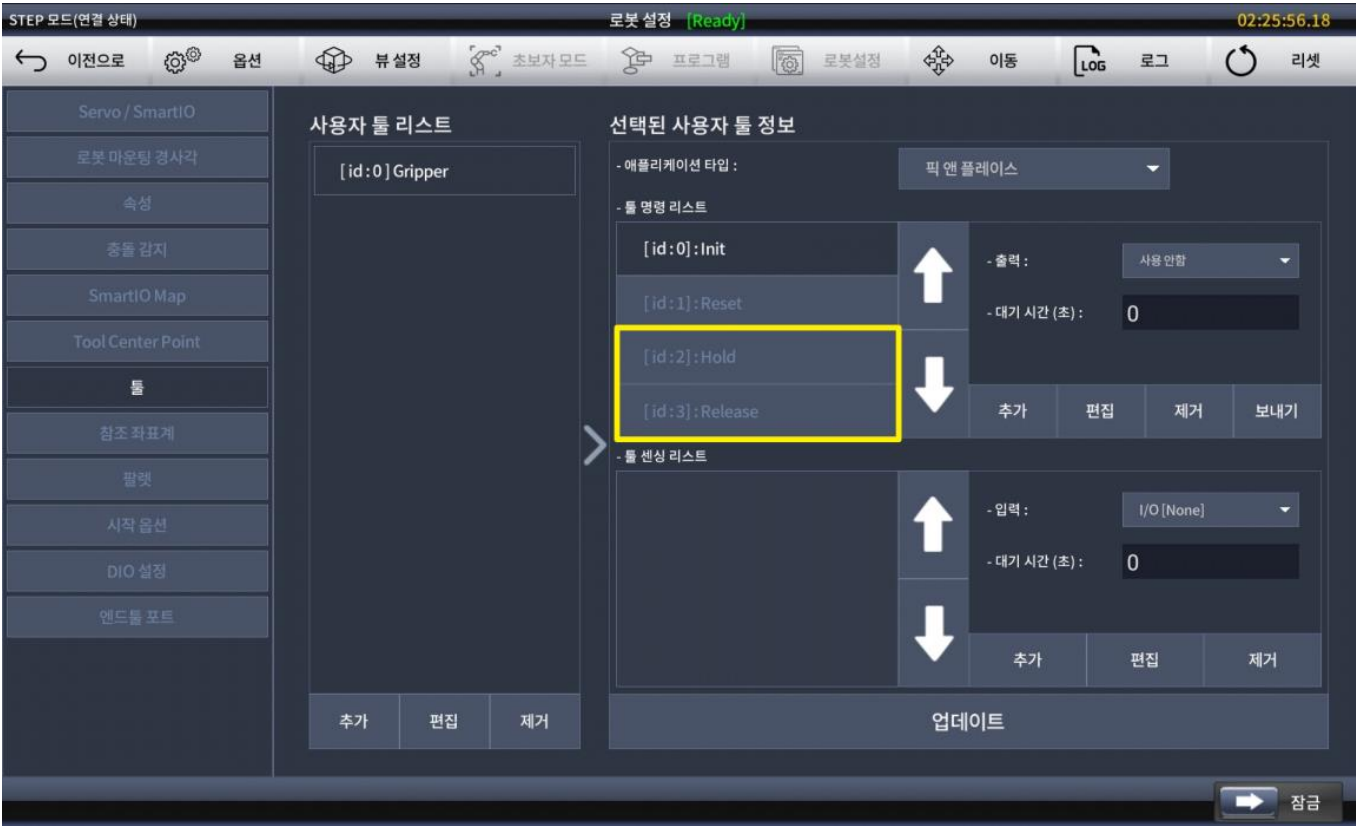 STEP 모드(연결 상태) 로봇 설정 [Ready] 02:25:56.18
이전으로 옵션 뷰 설정 초보자 모드 프로그램 로봇설정 이동 LOG 로그 리셋
Servo / SmartIO
로봇 마운팅 경사각
속성
충돌 감지
SmartIO Map
Tool Center Point
툴
참조 좌표계
팔렛
시작 옵션
DIO 설정
엔드툴 포트
사용자 툴 리스트
[id:0] Gripper
추가 편집 제거
선택된 사용자 툴 정보
- 애플리케이션 타입 : 픽 앤 플레이스
- 툴 명령 리스트
[id:0]:Init
[id:1]:Reset
[id:2]:Hold
[id:3]:Release
- 출력 : 사용 안함
- 대기 시간 (초) : 0
추가 편집 제거 보내기
- 툴 센싱 리스트
- 입력 : I/O [None]
- 대기 시간 (초) : 0
추가 편집 제거
업데이트
잠금